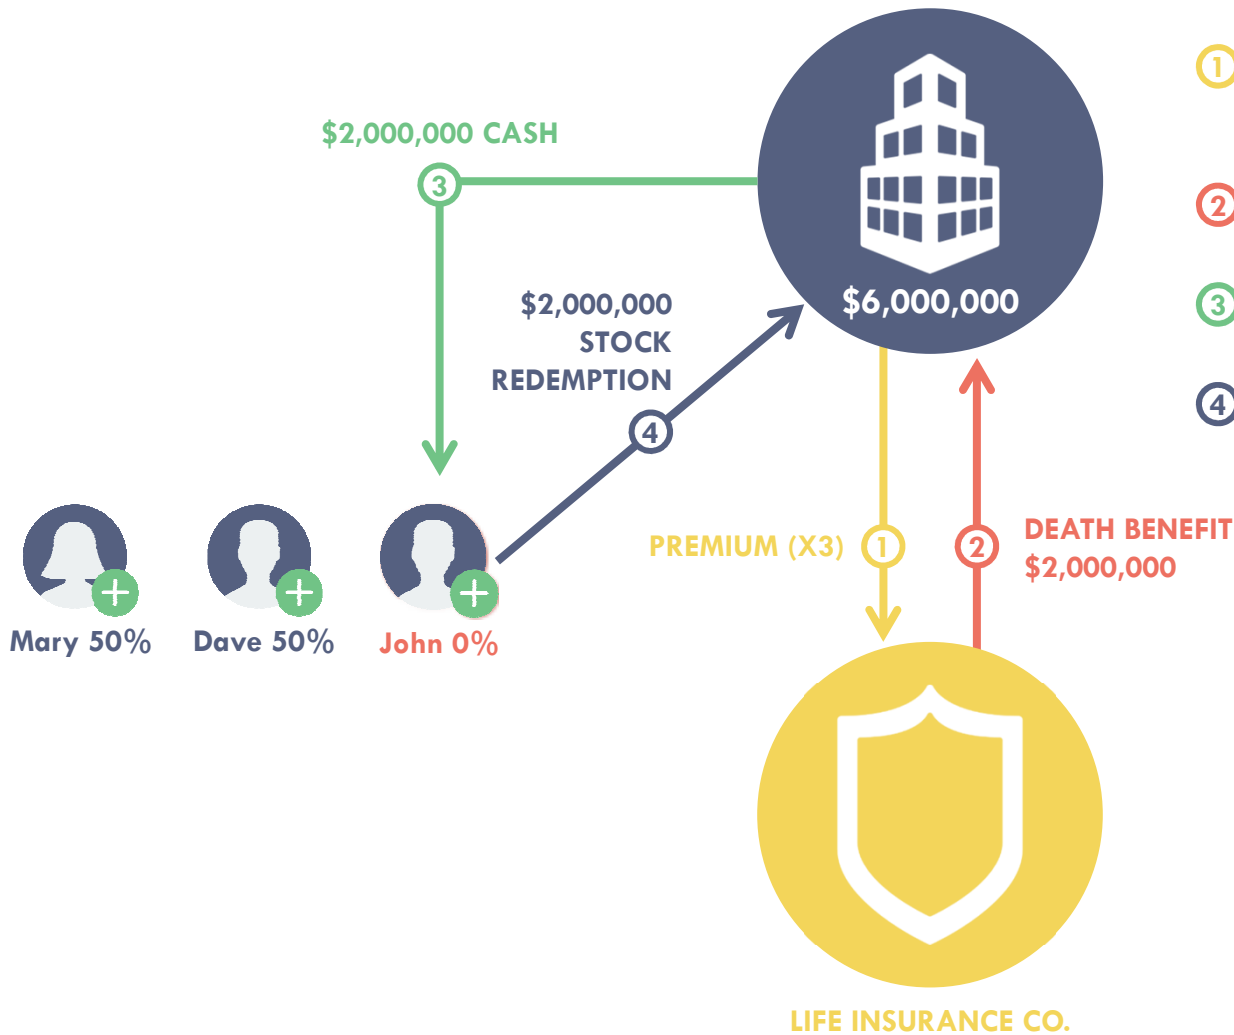 1
$2,000,000 CASH
3
2
$2,000,000
STOCK
REDEMPTION
$6,000,000
3
4
4
PREMIUM (X3)
1
2
DEATH BENEFIT
$2,000,000
Mary 50%
Dave 50%
John 0%
LIFE INSURANCE CO.